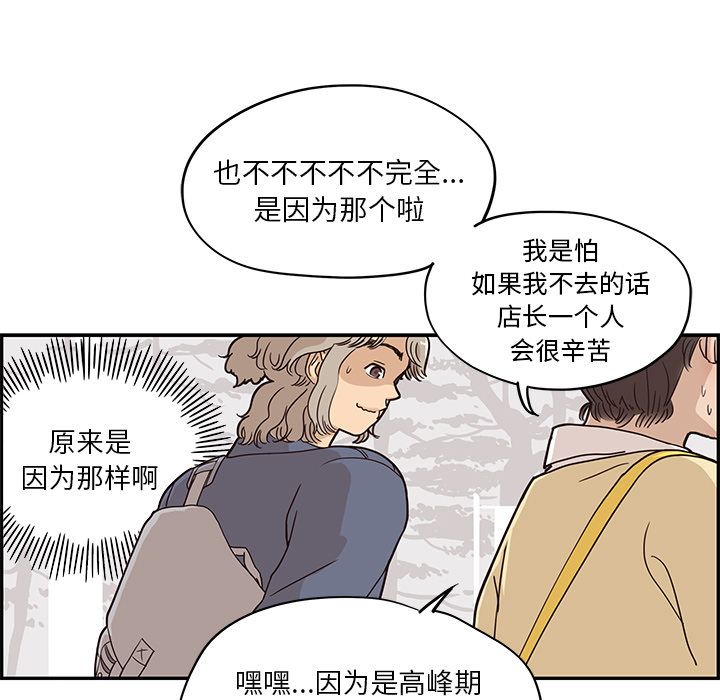 也不不不不不完全...
是因为那个啦
我是怕
如果我不去的话
店长一个人
会很辛苦
原来是
因为那样啊
嘿嘿...因为是高峰期